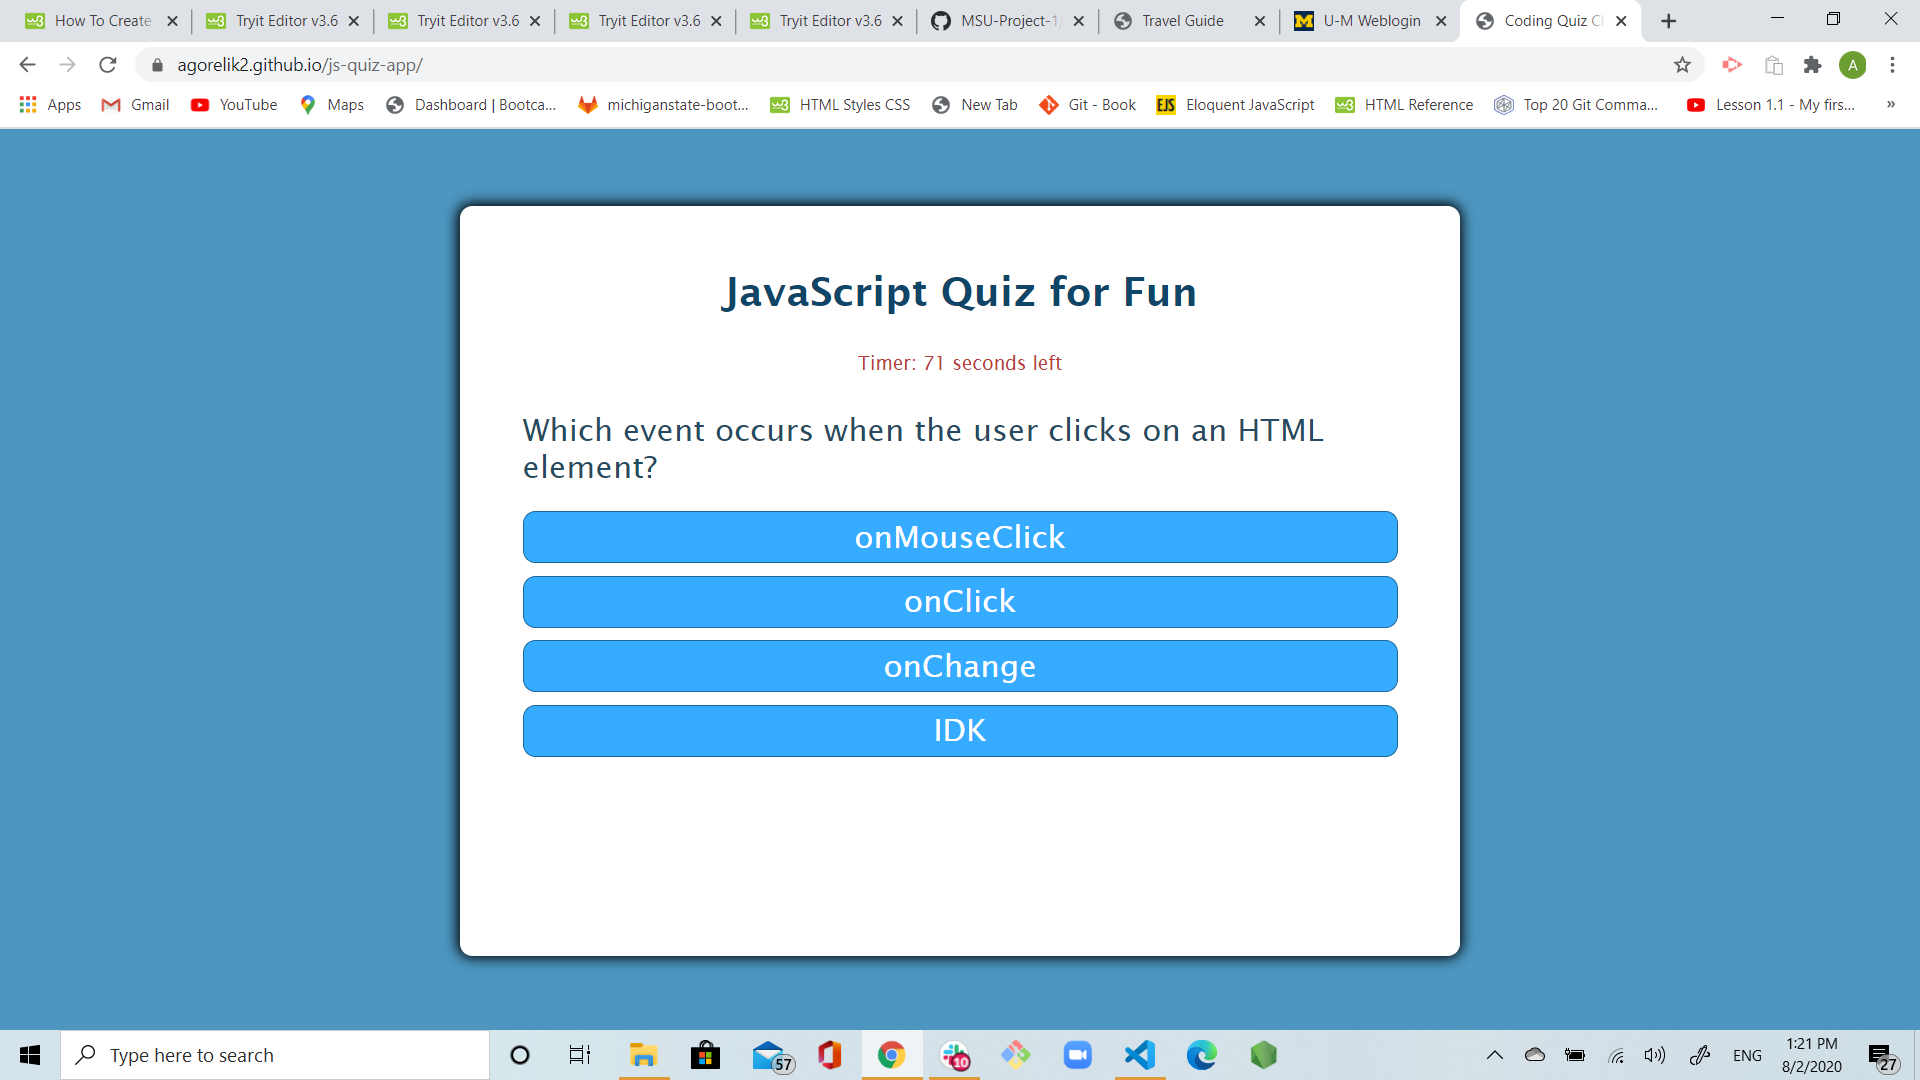 How To Create
Tryit Editor v3.6
Tryit Editor v3.6
Tryit Editor v3.6
Tryit Editor v3.6
MSU-Project-1/
Travel Guide
U-M Weblogin
Coding Quiz Ch
agorelik2.github.io/js-quiz-app/
A
Apps
Gmail
YouTube
Maps
Dashboard | Bootca...
michiganstate-boot...
HTML Styles CSS
New Tab
Git - Book
EJS
Eloquent JavaScript
HTML Reference
Top 20 Git Comma...
Lesson 1.1 - My firs...
»
JavaScript Quiz for Fun
Timer: 71 seconds left
Which event occurs when the user clicks on an HTML
element?
onMouseClick
onClick
onChange
IDK
Type here to search
57
10
ENG
1:21 PM
8/2/2020
27